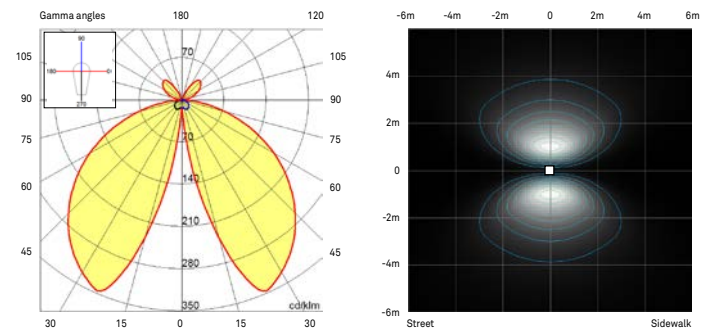 Gamma angles 180 120
90
180 0
270
105 105
90 90
75 75
60 60
45 45
30 15 0 15 30
70
70
140
210
280
350
cd/klm
-6m -4m -2m 0 2m 4m 6m
4m
2m
0
-2m
-4m
-6m
Street Sidewalk